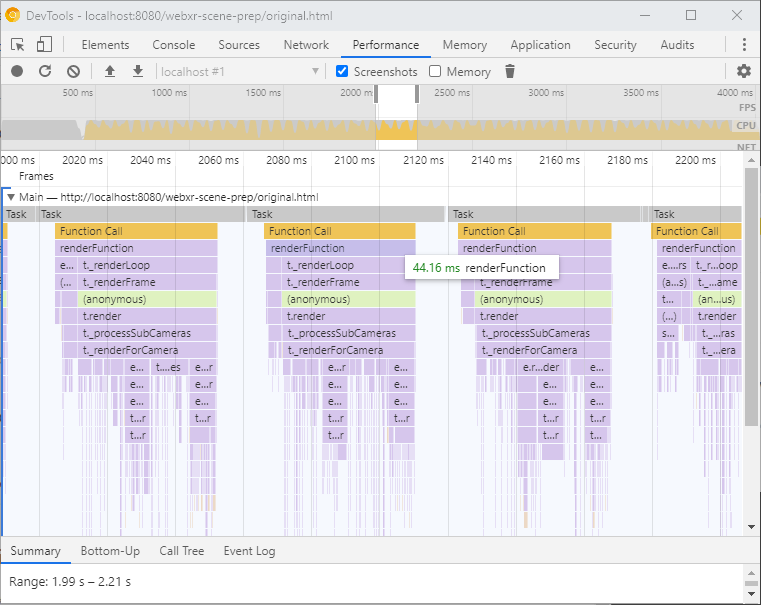 DevTools - localhost:8080/webxr-scene-prep/original.html
Elements Console Sources Network Performance Memory Application Security Audits
localhost #1 Screenshots Memory
500 ms 1000 ms 1500 ms 2000 m 2500 ms 3000 ms 3500 ms 4000 ms
FPS
CPU
NET
000 ms 2020 ms 2040 ms 2060 ms 2080 ms 2100 ms 2120 ms 2140 ms 2160 ms 2180 ms 2200 ms
Frames
Main — http://localhost:8080/webxr-scene-prep/original.html
Task Task Task Task Task
Function Call Function Call Function Call Function Call
renderFunction renderFunction renderFunction renderFunction
e... t._renderLoop t._renderLoop e....rs t._r...oop
44.16 ms renderFunction
(... t._renderFrame t._renderFrame t._renderFrame (a...s) t._...ame
(anonymous) (anonymous) (anonymous) t... (an...us)
t.render t.render t.render (...) t.render
t._processSubCameras t._processSubCameras t._processSubCameras s... t._...ras
t._renderForCamera t._renderForCamera t._renderForCamera t._...era
e... t....es e...r e...r e... e.r...der e...
e... e...r e... e...r e... e...
e... e...r e... e... e... e...
t...r t...r t...r t...r t...r t...r
t...r t...r t...r t...
Summary Bottom-Up Call Tree Event Log
Range: 1.99 s – 2.21 s